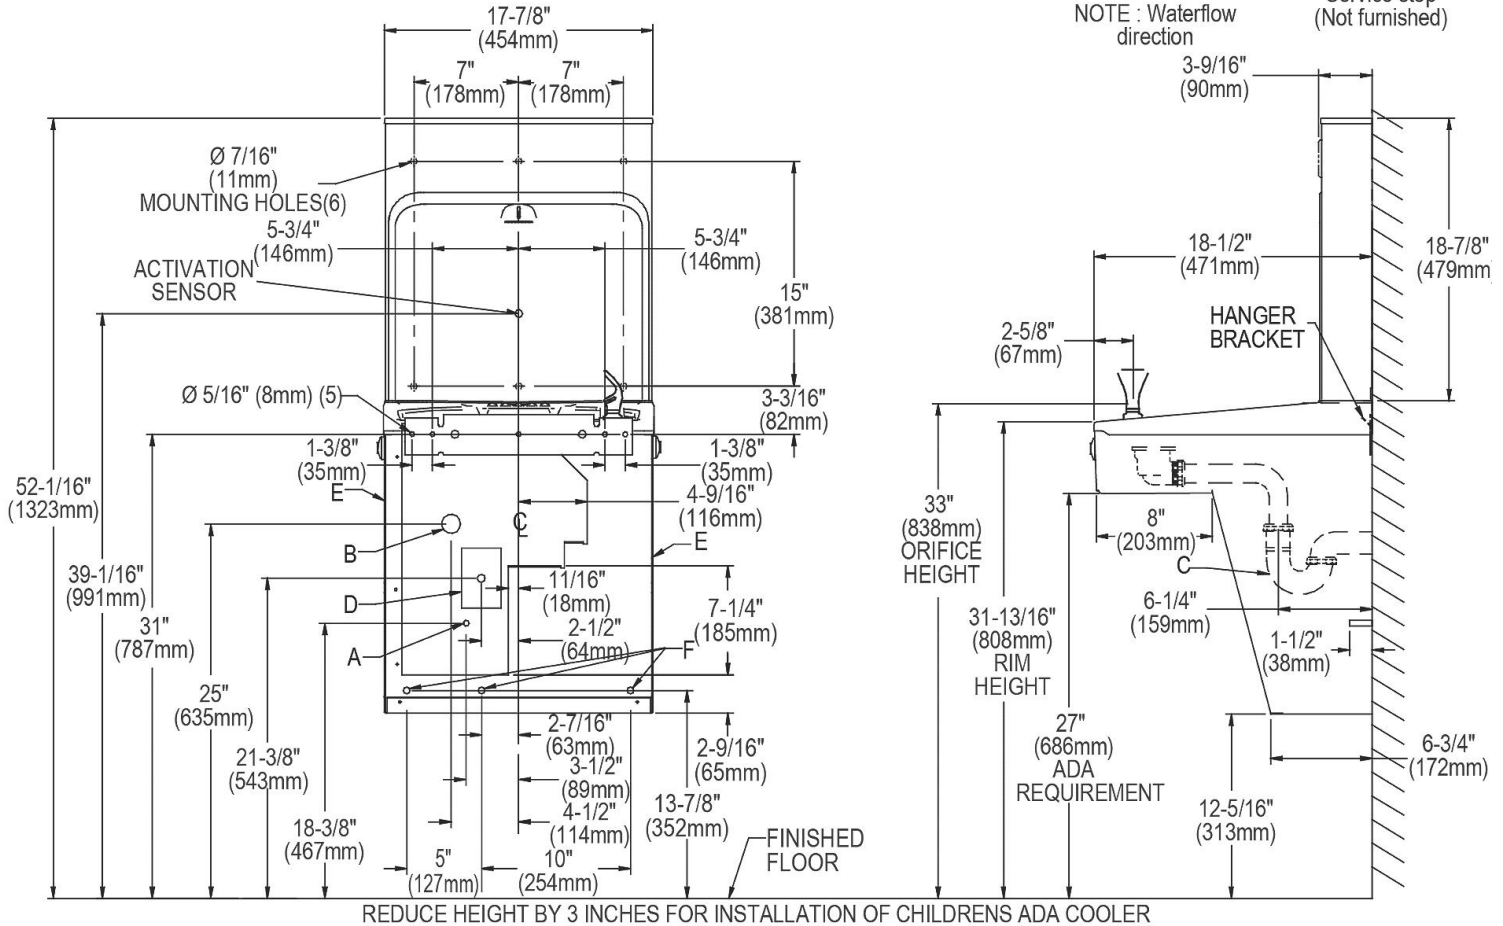 17-7/8"
(454mm)
NOTE : Waterflow
direction
(Not furnished)
7"
(178mm)
7"
(178mm)
3-9/16"
(90mm)
Ø 7/16"
(11mm)
MOUNTING HOLES(6)
5-3/4"
(146mm)
5-3/4"
(146mm)
ACTIVATION
SENSOR
15"
(381mm)
18-1/2"
(471mm)
18-7/8"
(479mm)
HANGER
BRACKET
2-5/8"
(67mm)
Ø 5/16" (8mm) (5)
3-3/16"
(82mm)
1-3/8"
(35mm)
1-3/8"
(35mm)
52-1/16"
(1323mm)
E
4-9/16"
(116mm)
C
E
B
33"
(838mm)
ORIFICE
HEIGHT
8"
(203mm)
C
39-1/16"
(991mm)
D
11/16"
(18mm)
7-1/4"
(185mm)
6-1/4"
(159mm)
31"
(787mm)
A
2-1/2"
(64mm)
F
31-13/16"
(808mm)
RIM
HEIGHT
1-1/2"
(38mm)
25"
(635mm)
2-7/16"
(63mm)
2-9/16"
(65mm)
27"
(686mm)
ADA
REQUIREMENT
6-3/4"
(172mm)
21-3/8"
(543mm)
3-1/2"
(89mm)
13-7/8"
(352mm)
12-5/16"
(313mm)
18-3/8"
(467mm)
4-1/2"
(114mm)
5"
(127mm)
10"
(254mm)
FINISHED
FLOOR
REDUCE HEIGHT BY 3 INCHES FOR INSTALLATION OF CHILDRENS ADA COOLER